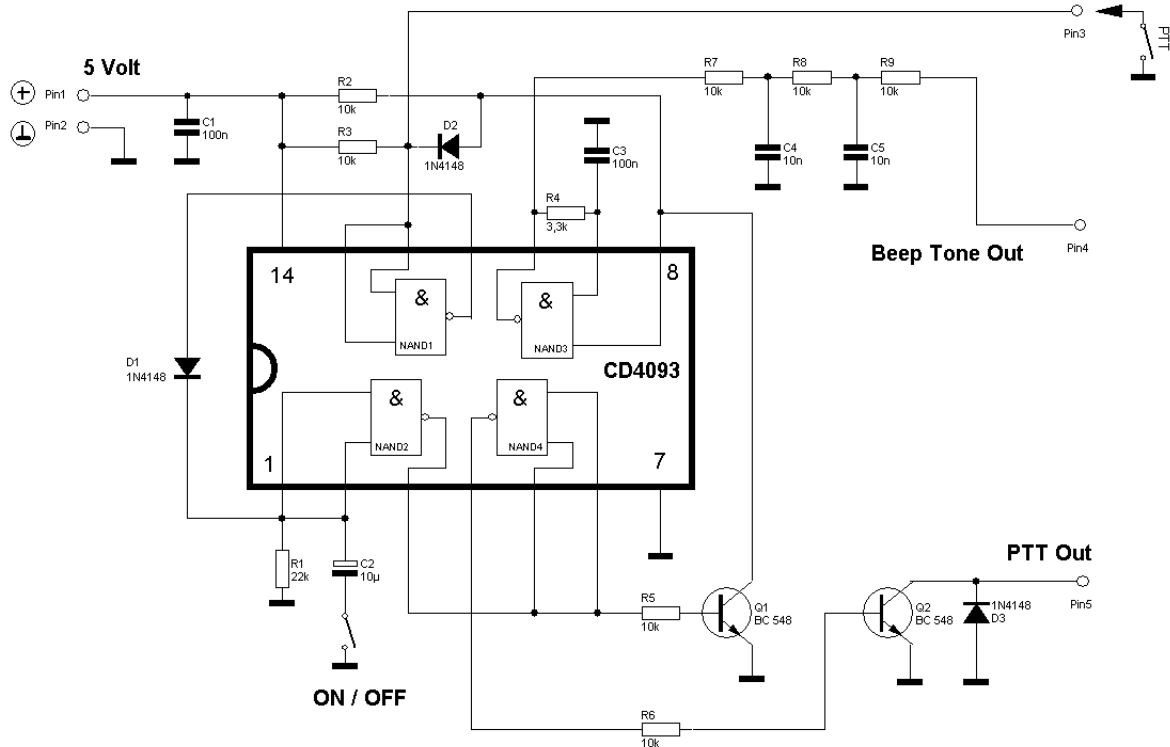 5 Volt
Pin1
Pin2
+
C1
100n
R2
10k
R3
10k
D2
1N4148
C3
100n
R4
3,3k
R7
10k
R8
10k
R9
10k
C4
10n
C5
10n
Pin3
PTT
Pin4
Beep Tone Out
14
8
&
NAND1
&
NAND3
CD4093
D1
1N4148
&
NAND2
&
NAND4
1
7
R1
22k
C2
10µ
ON / OFF
R5
10k
Q1
BC 548
R6
10k
Q2
BC 548
1N4148
D3
PTT Out
Pin5